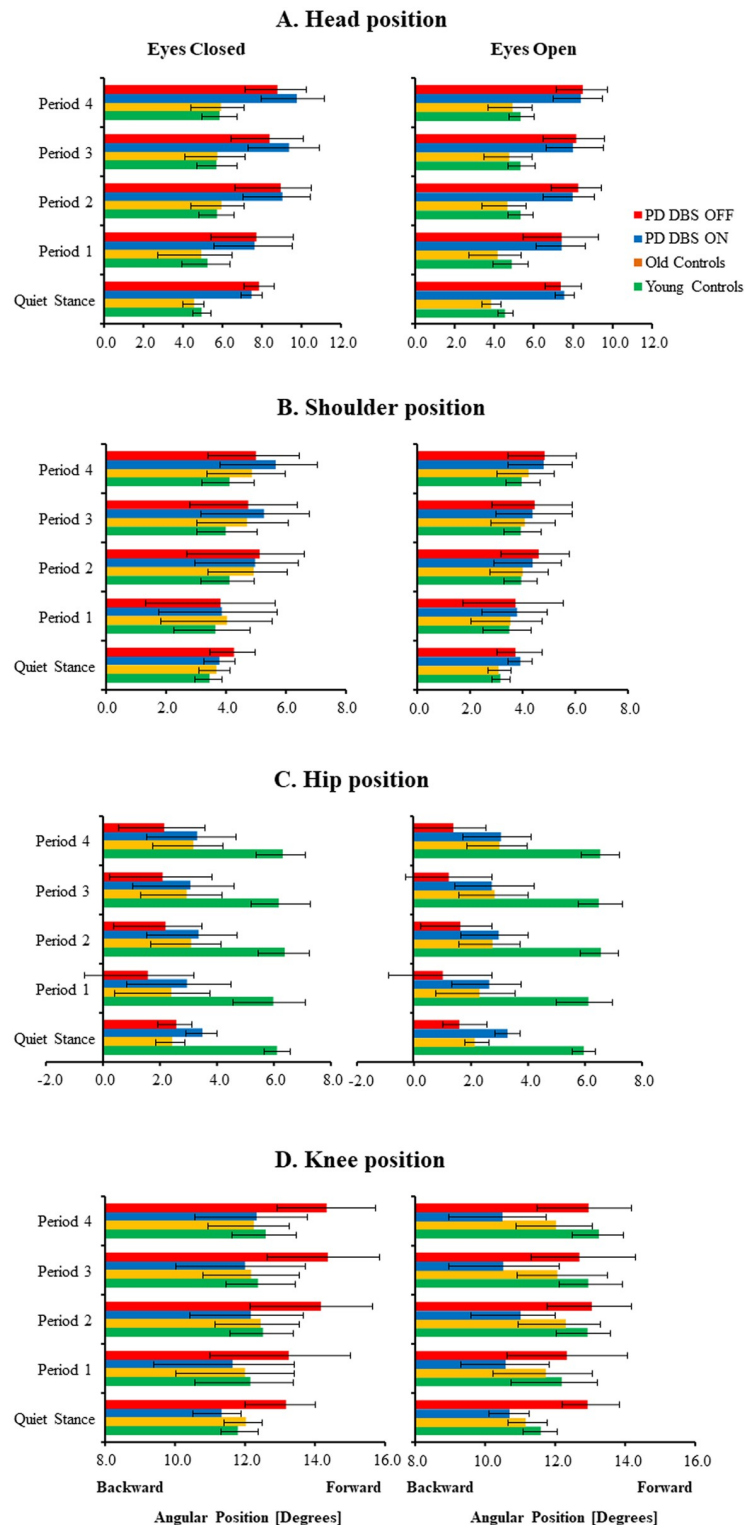 A. Head position
Eyes Closed Eyes Open
Period 4
Period 3
Period 2
Period 1
Quiet Stance
PD DBS OFF
PD DBS ON
Old Controls
Young Controls
0.0 2.0 4.0 6.0 8.0 10.0 12.0 0.0 2.0 4.0 6.0 8.0 10.0 12.0
B. Shoulder position
Period 4
Period 3
Period 2
Period 1
Quiet Stance
0.0 2.0 4.0 6.0 8.0 0.0 2.0 4.0 6.0 8.0
C. Hip position
Period 4
Period 3
Period 2
Period 1
Quiet Stance
-2.0 0.0 2.0 4.0 6.0 8.0 -2.0 0.0 2.0 4.0 6.0 8.0
D. Knee position
Period 4
Period 3
Period 2
Period 1
Quiet Stance
8.0 10.0 12.0 14.0 16.0 8.0 10.0 12.0 14.0 16.0
Backward Forward Backward Forward
Angular Position [Degrees] Angular Position [Degrees]